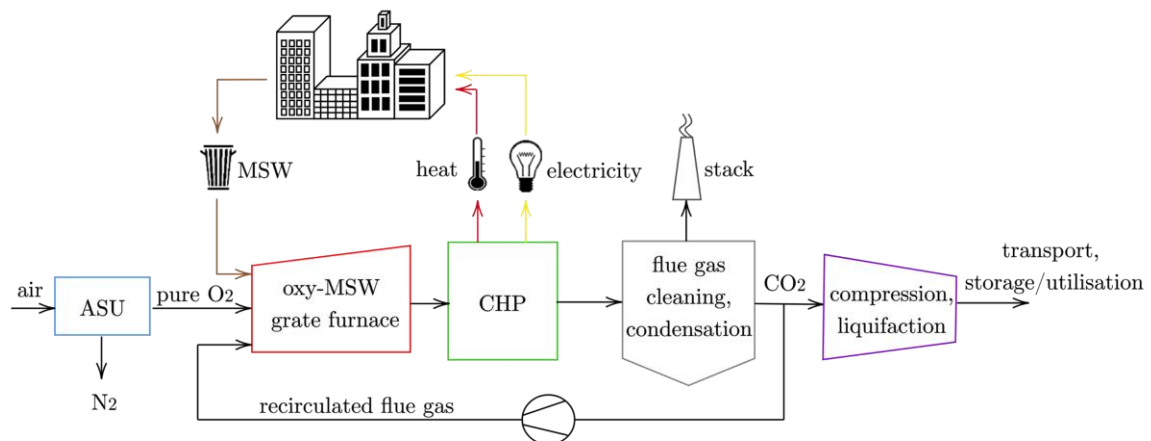 MSW
heat
electricity
stack
air
ASU
pure O2
N2
oxy-MSW
grate furnace
CHP
flue gas
cleaning,
condensation
CO2
compression,
liquifaction
transport,
storage/utilisation
recirculated flue gas